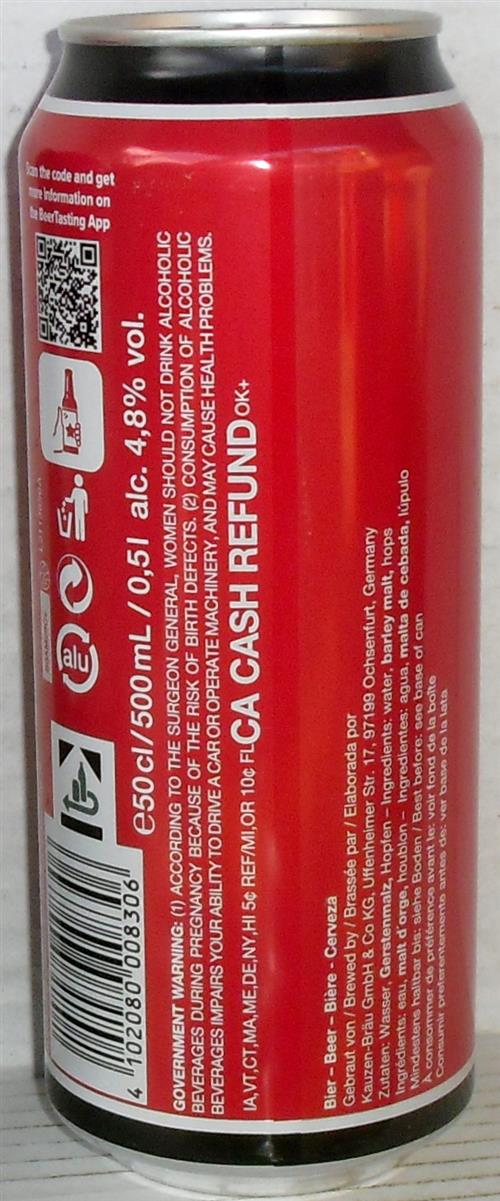 Scan the code and get
more Information on
the BeerTasting App
alu
4 102080 008306
℮50cl/500mL / 0,5l alc. 4,8% vol.
GOVERNMENT WARNING: (1) ACCORDING TO THE SURGEON GENERAL, WOMEN SHOULD NOT DRINK ALCOHOLIC
BEVERAGES DURING PREGNANCY BECAUSE OF THE RISK OF BIRTH DEFECTS. (2) CONSUMPTION OF ALCOHOLIC
BEVERAGES IMPAIRS YOUR ABILITY TO DRIVE A CAR OR OPERATE MACHINERY, AND MAY CAUSE HEALTH PROBLEMS.
IA,VT,CT,MA,ME,DE,NY,HI 5¢ REF/MI,OR 10¢ FL CA CASH REFUND OK+
Bier – Beer – Bière - Cerveza
Gebraut von / Brewed by / Brassée par / Elaborada por
Kauzen-Bräu GmbH & Co KG, Uffenheimer Str. 17, 97199 Ochsenfurt, Germany
Zutaten: Wasser, Gerstenmalz, Hopfen – Ingredients: water, barley malt, hops
Ingrédients: eau, malt d'orge, houblon – Ingredientes: agua, malta de cebada, lúpulo
Mindestens haltbar bis: siehe Boden / Best before: see base of can
À consommer de préférence avant le: voir fond de la boîte
Consumir preferentemente antes de: ver base de la lata